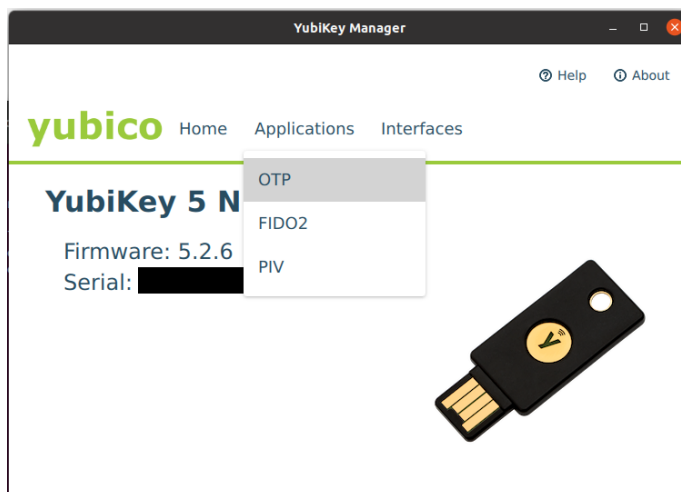 YubiKey Manager
Help About
yubico Home Applications Interfaces
OTP
YubiKey 5 N
FIDO2
Firmware: 5.2.6
PIV
Serial:
y